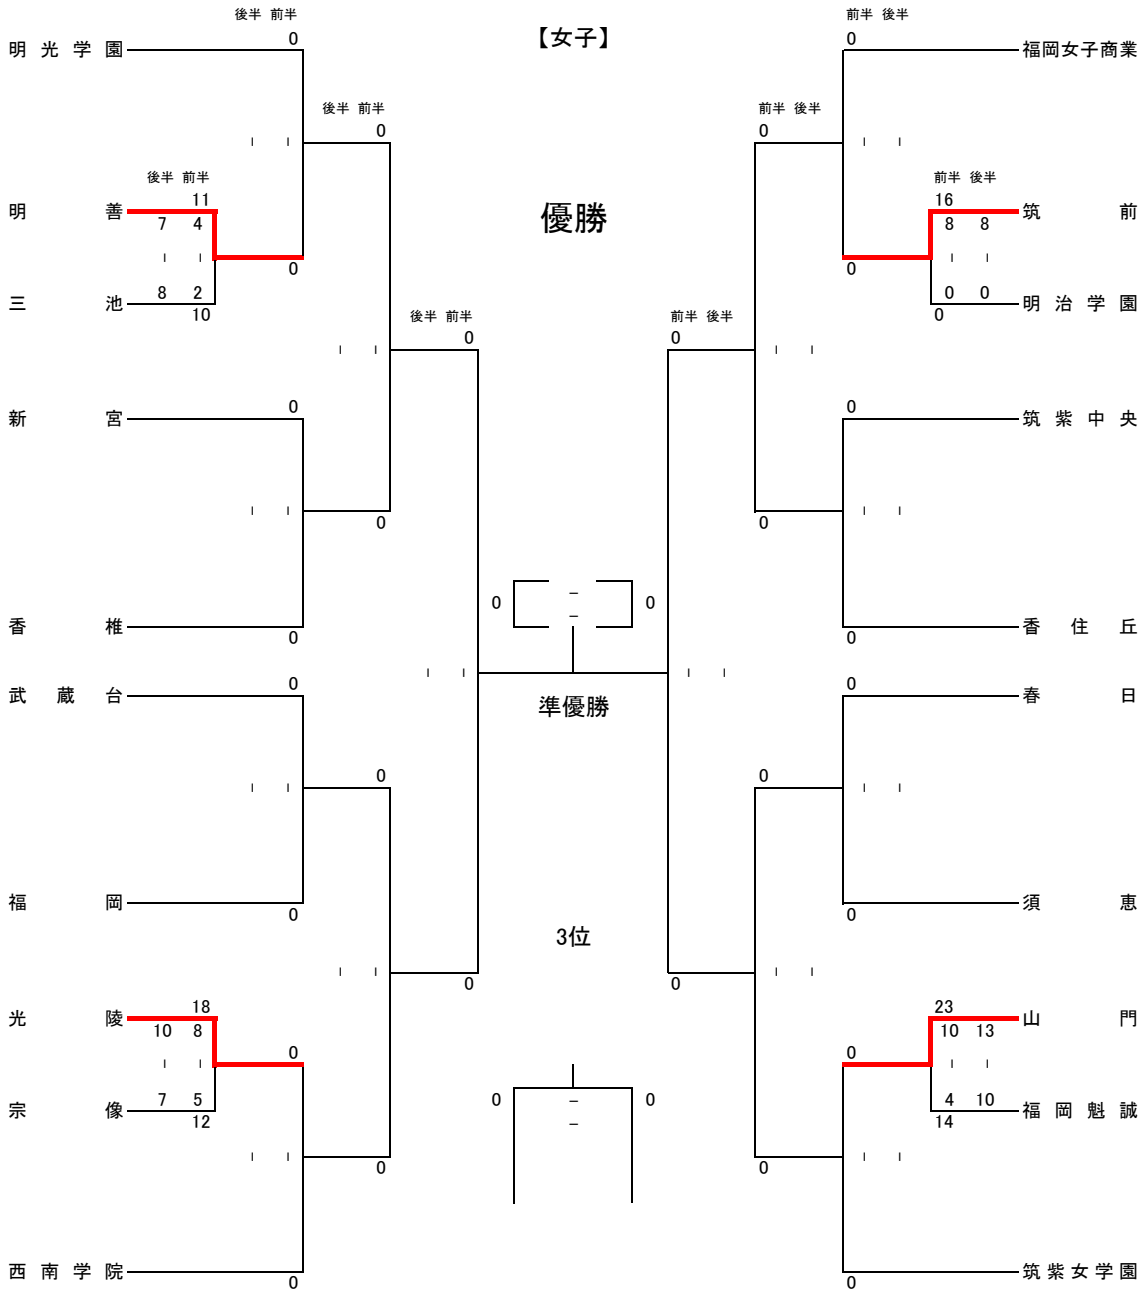 後半 前半
前半 後半
0
【女子】
0
明光学園
福岡女子商業
後半 前半
前半 後半
0
0
後半 前半
前半 後半
11
16
明善
優勝
筑前
7 4
8 8
0
0
8 2
0 0
三池
明治学園
10
0
後半 前半
前半 後半
0
0
0
0
新宮
筑紫中央
0
0
0 － 0
－
香椎
香住丘
0
0
0
0
武蔵台
準優勝
春日
0
0
福岡
須恵
0
0
3位
0
0
18
23
光陵
山門
10 8
10 13
0
0
7 5
0 － 0
4 10
宗像
福岡魁誠
12
－
14
0
0
西南学院
筑紫女学園
0
0